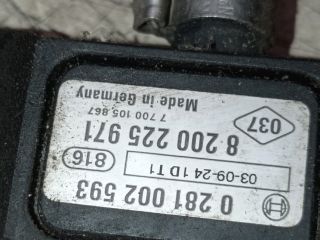 0 281 002 593
03-09-24 1D T1 816
8 200 225 971
7 700 105 867
Made in Germany 037